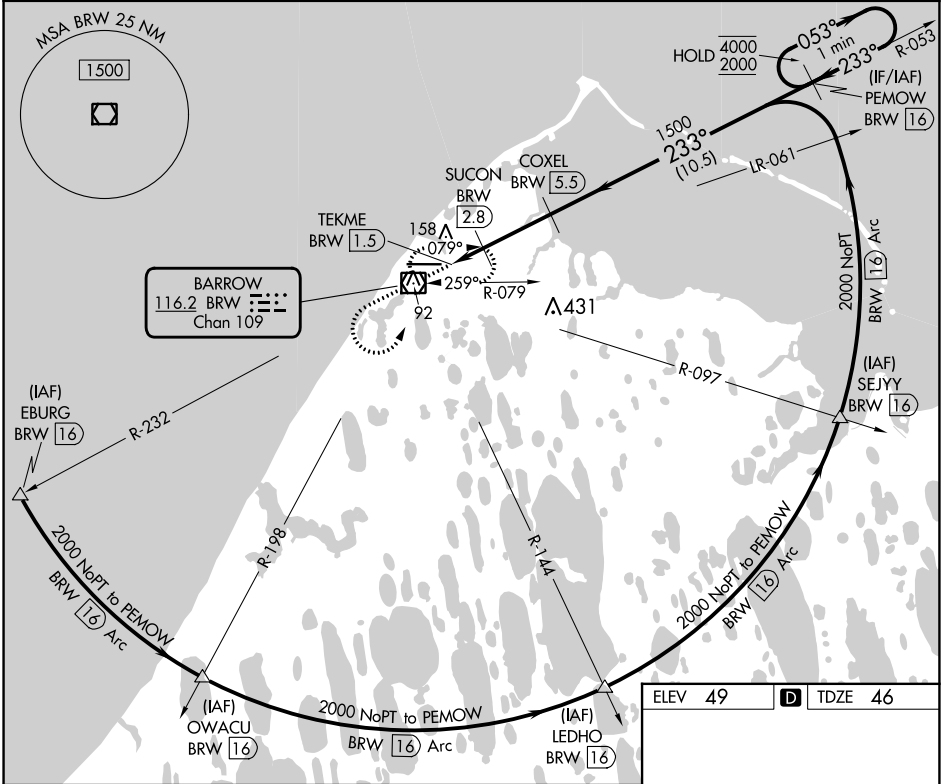 MSA BRW 25 NM
1500
HOLD 4000
2000
053°
1 min
233°
R-053
(IF/IAF)
PEMOW
BRW 16
1500
233°
(10.5)
LR-061
COXEL
BRW 5.5
SUCON
BRW
2.8
TEKME
BRW 1.5
158
079°
259°
R-079
92
431
BARROW
116.2 BRW
Chan 109
2000 NoPT
BRW 16 Arc
R-097
(IAF)
SEJYY
BRW 16
(IAF)
EBURG
BRW 16
R-232
R-198
R-144
2000 NoPT to PEMOW
BRW 16 Arc
2000 NoPT to PEMOW
BRW 16 Arc
(IAF)
OWACU
BRW 16
2000 NoPT to PEMOW
BRW 16 Arc
(IAF)
LEDHO
BRW 16
ELEV 49 D TDZE 46